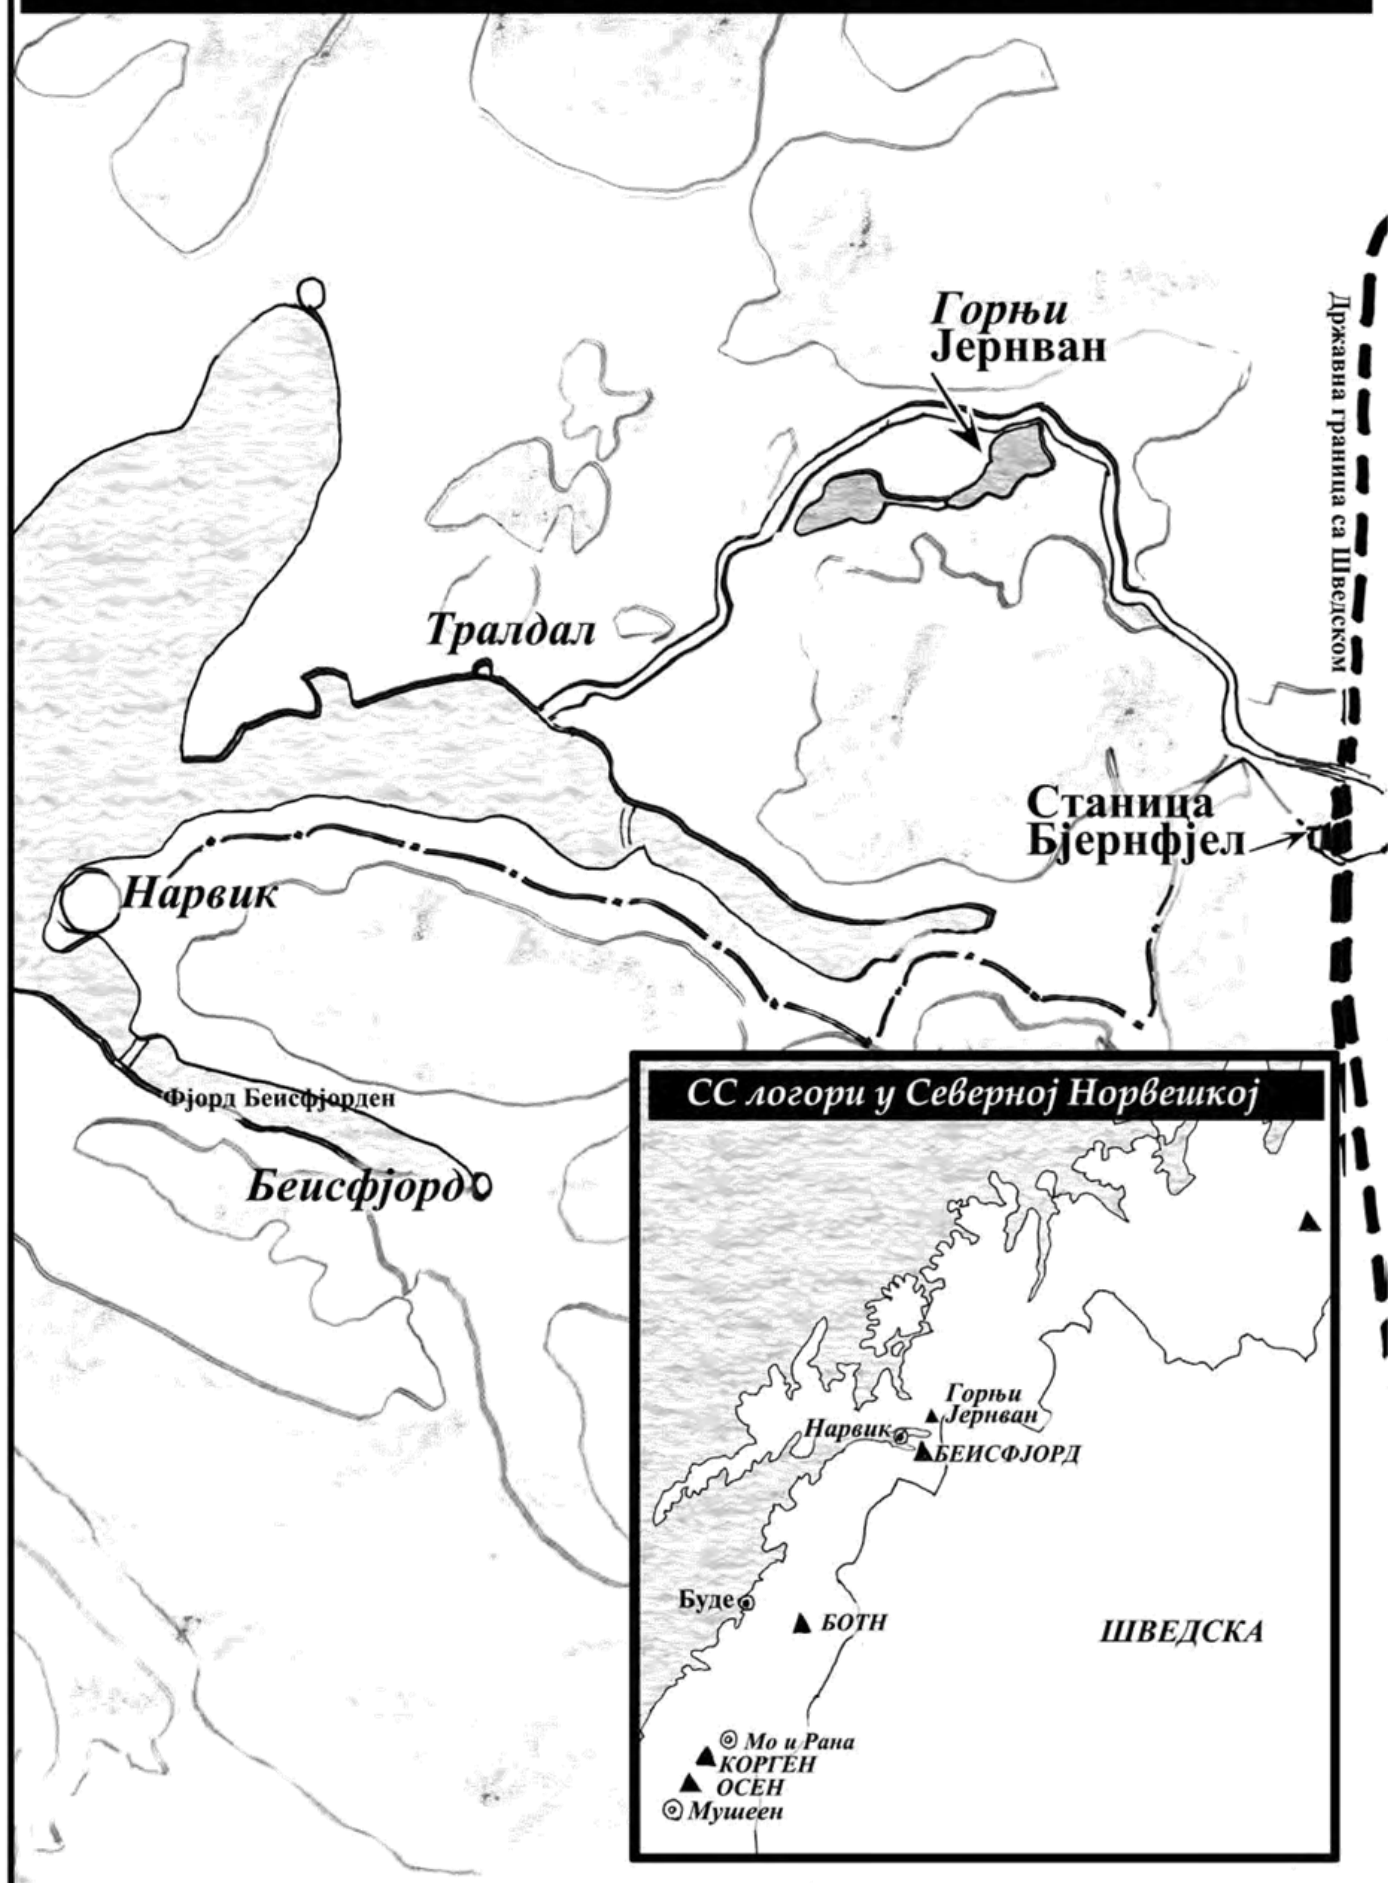 Горњи
Јернван
Државна граница са Шведском
Тралдал
Станица
Бјернфјел
Нарвик
Фјорд Беисфјорден
Беисфјорд
СС логори у Северној Норвешкој
Горњи
Јернван
Нарвик
БЕИСФЈОРД
Буде
БОТН
ШВЕДСКА
Мо и Рана
КОРГЕН
ОСЕН
Мушеен